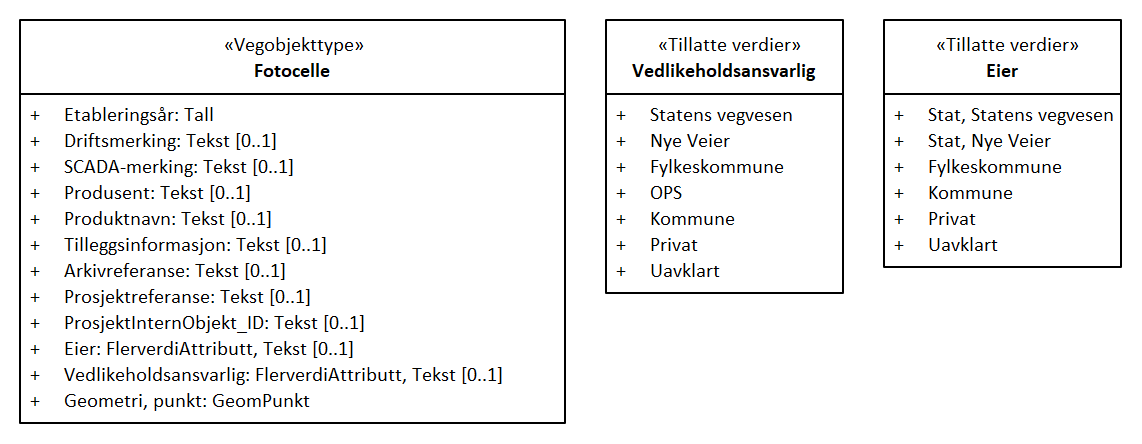 «Vegobjekttype»
Fotocelle
+ Etableringsår: Tall
+ Driftsmerking: Tekst [0..1]
+ SCADA-merking: Tekst [0..1]
+ Produsent: Tekst [0..1]
+ Produktnavn: Tekst [0..1]
+ Tilleggsinformasjon: Tekst [0..1]
+ Arkivreferanse: Tekst [0..1]
+ Prosjektreferanse: Tekst [0..1]
+ ProsjektInternObjekt_ID: Tekst [0..1]
+ Eier: FlerverdiAttributt, Tekst [0..1]
+ Vedlikeholdsansvarlig: FlerverdiAttributt, Tekst [0..1]
+ Geometri, punkt: GeomPunkt
«Tillatte verdier»
Vedlikeholdsansvarlig
+ Statens vegvesen
+ Nye Veier
+ Fylkeskommune
+ OPS
+ Kommune
+ Privat
+ Uavklart
«Tillatte verdier»
Eier
+ Stat, Statens vegvesen
+ Stat, Nye Veier
+ Fylkeskommune
+ Kommune
+ Privat
+ Uavklart